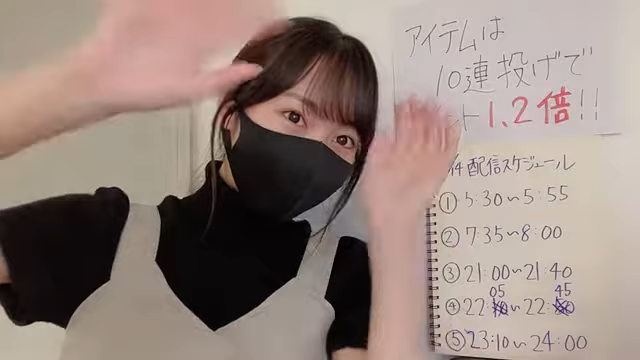 アイテムは
10連投げで
ント1.2倍!!
4配信スケジュール
① 5:30〜5:55
② 7:35〜8:00
③ 21:00〜21:40
05 45
④ 22:〜22:
⑤ 23:10〜24:00